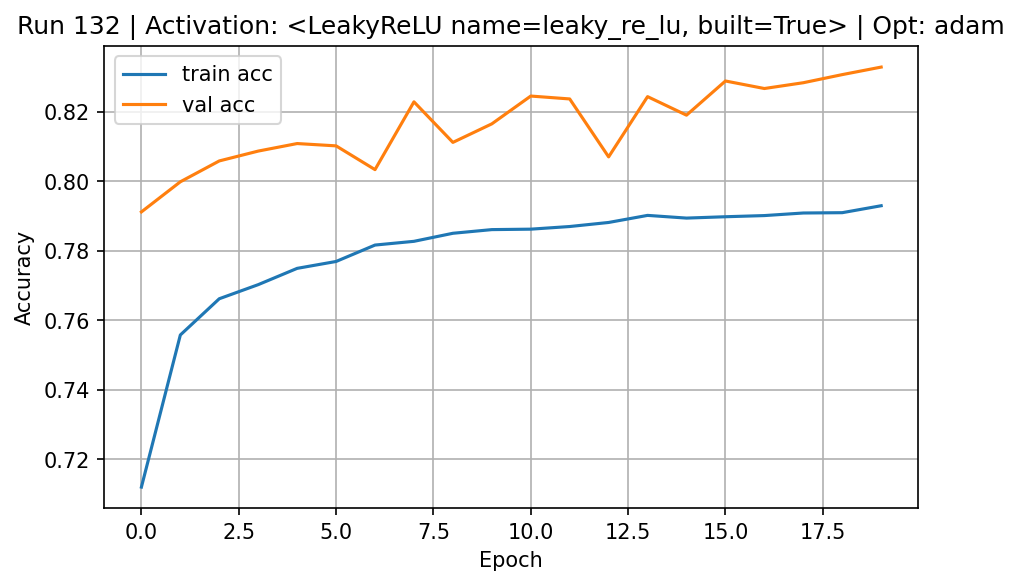 Run 132 | Activation: <LeakyReLU name=leaky_re_lu, built=True> | Opt: adam
train acc
val acc
Accuracy
0.82
0.80
0.78
0.76
0.74
0.72
0.0 2.5 5.0 7.5 10.0 12.5 15.0 17.5
Epoch